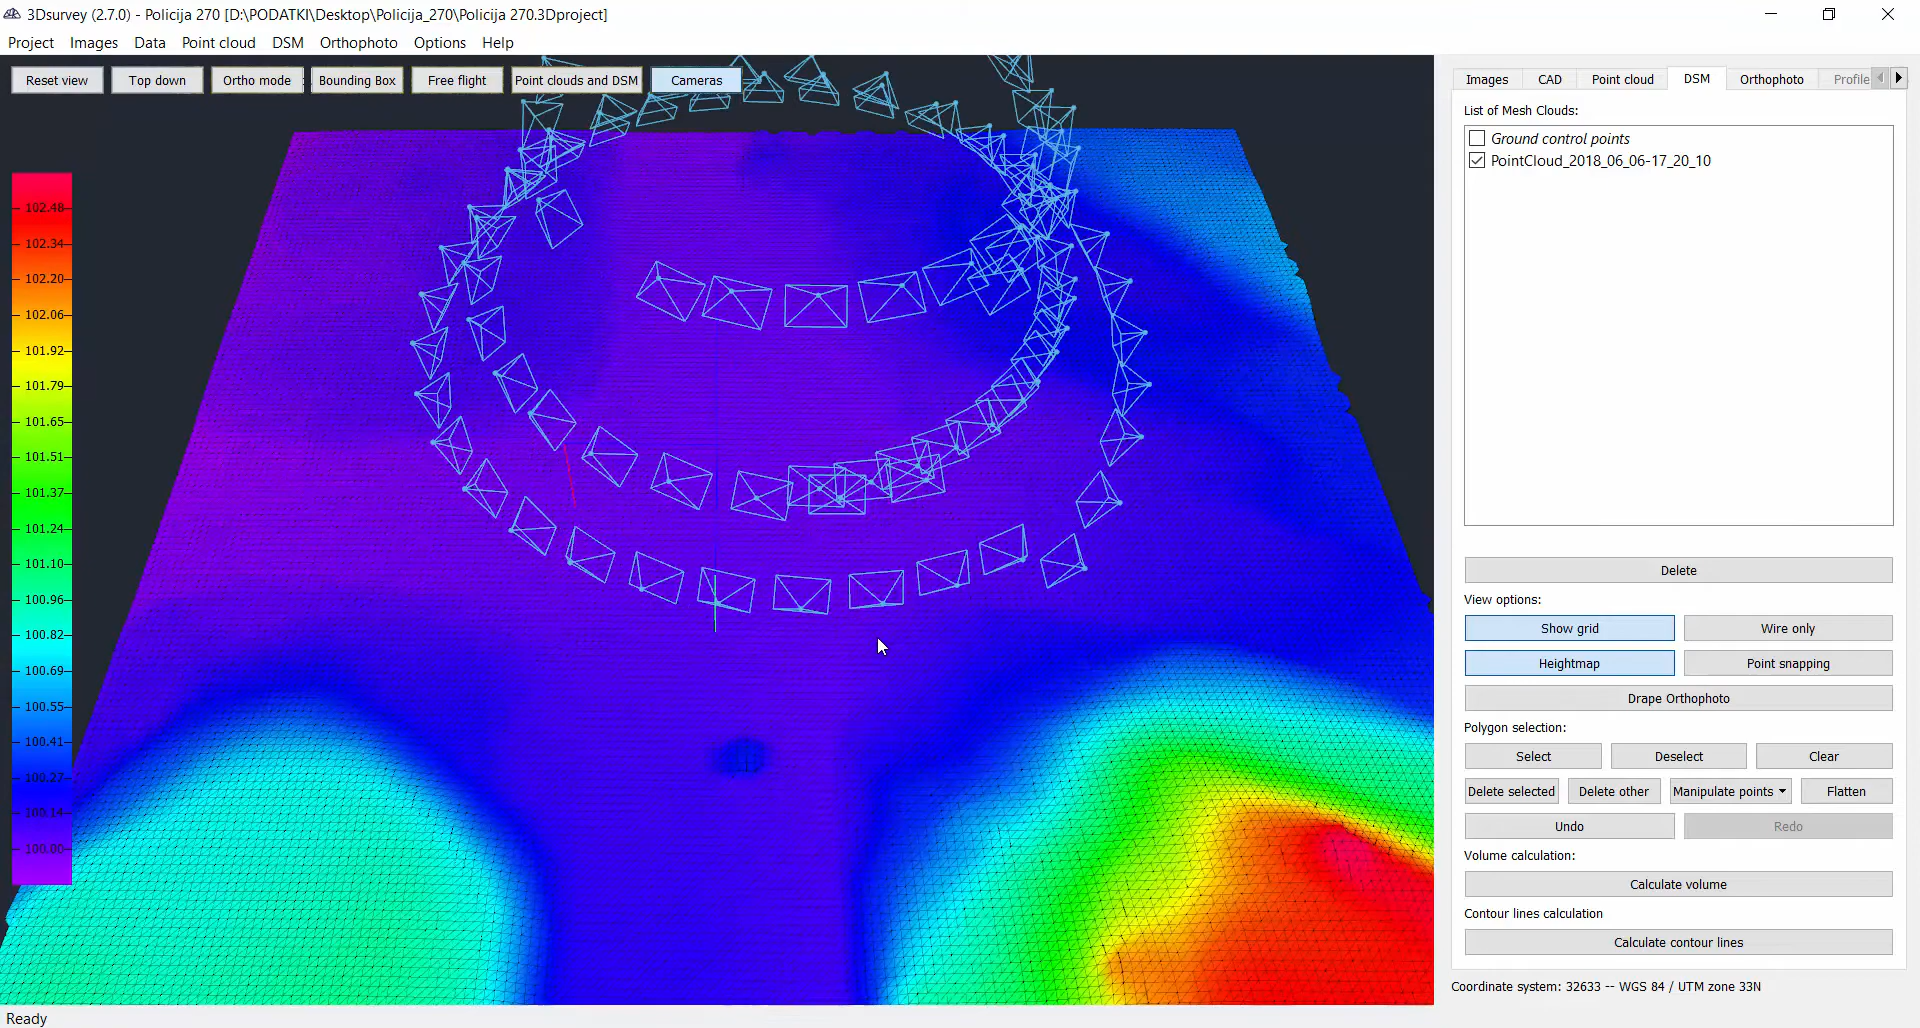 3Dsurvey (2.7.0) - Policija 270 [D:\PODATKI\Desktop\Policija_270\Policija 270.3Dproject]
Project Images Data Point cloud DSM Orthophoto Options Help
Reset view Top down Ortho mode Bounding Box Free flight Point clouds and DSM Cameras
102.48
102.34
102.20
102.06
101.92
101.79
101.65
101.51
101.37
101.24
101.10
100.96
100.82
100.69
100.55
100.41
100.27
100.14
100.00
Images CAD Point cloud DSM Orthophoto Profile
List of Mesh Clouds:
Ground control points
PointCloud_2018_06_06-17_20_10
Delete
View options:
Show grid Wire only
Heightmap Point snapping
Drape Orthophoto
Polygon selection:
Select Deselect Clear
Delete selected Delete other Manipulate points Flatten
Undo Redo
Volume calculation:
Calculate volume
Contour lines calculation
Calculate contour lines
Coordinate system: 32633 -- WGS 84 / UTM zone 33N
Ready